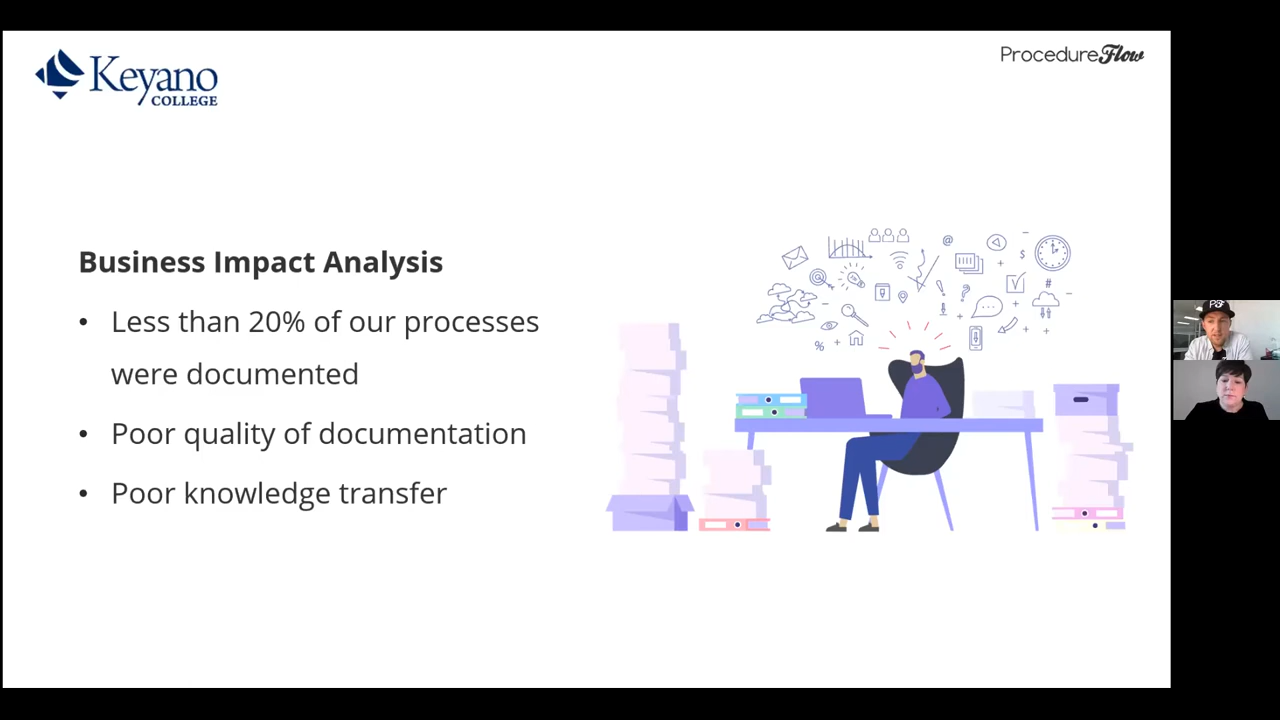 Keyano
COLLEGE
ProcedureFlow
Business Impact Analysis
• Less than 20% of our processes
were documented
• Poor quality of documentation
• Poor knowledge transfer